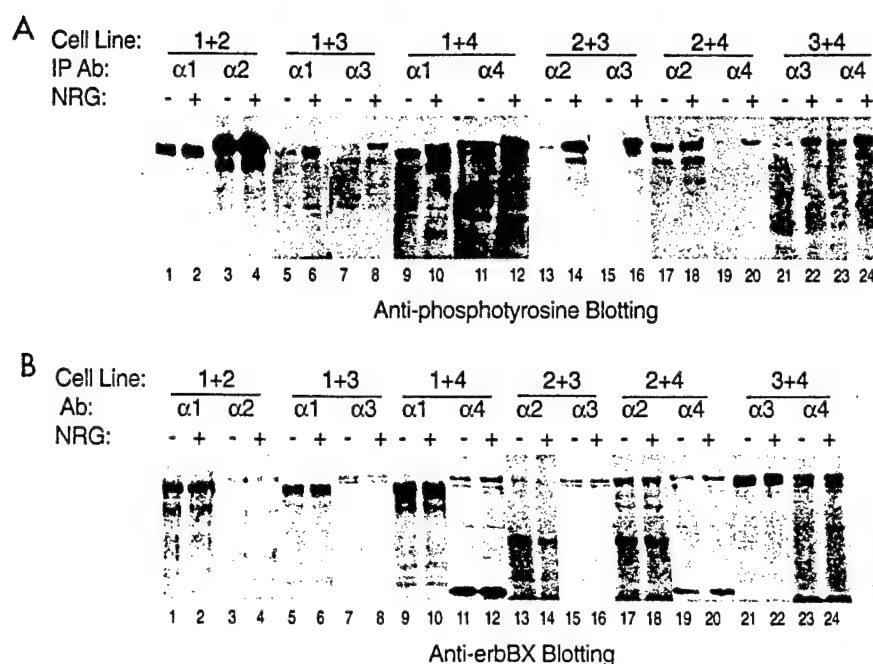 A
Cell Line: 1+2 1+3 1+4 2+3 2+4 3+4
IP Ab: α1 α2 α1 α3 α1 α4 α2 α3 α2 α4 α3 α4
NRG: - + - + - + - + - + - + - + - + - + - + - + - +
1 2 3 4 5 6 7 8 9 10 11 12 13 14 15 16 17 18 19 20 21 22 23 24
Anti-phosphotyrosine Blotting
B
Cell Line: 1+2 1+3 1+4 2+3 2+4 3+4
Ab: α1 α2 α1 α3 α1 α4 α2 α3 α2 α4 α3 α4
NRG: - + - + - + - + - + - + - + - + - + - + - + - +
1 2 3 4 5 6 7 8 9 10 11 12 13 14 15 16 17 18 19 20 21 22 23 24
Anti-erbBX Blotting